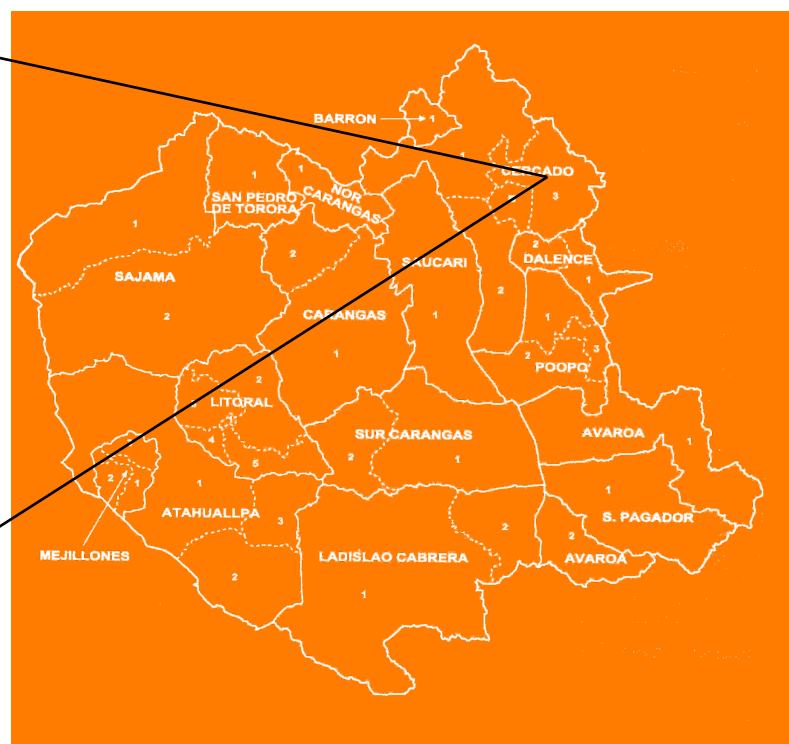 BARRON
1
1
CERCADO
3
1
1
SAN PEDRO
DE TORORA
NOR
CARANGAS
1
2
SAUCARI
2
DALENCE
1
SAJAMA
2
2
CARANGAS
1
1
1
3
2
POOPO
2
LITORAL
4
5
SUR CARANGAS
2
1
AVAROA
1
2
1
1
ATAHUALLPA
3
1
S. PAGADOR
MEJILLONES
LADISLAO CABRERA
2
2
AVAROA
2
1